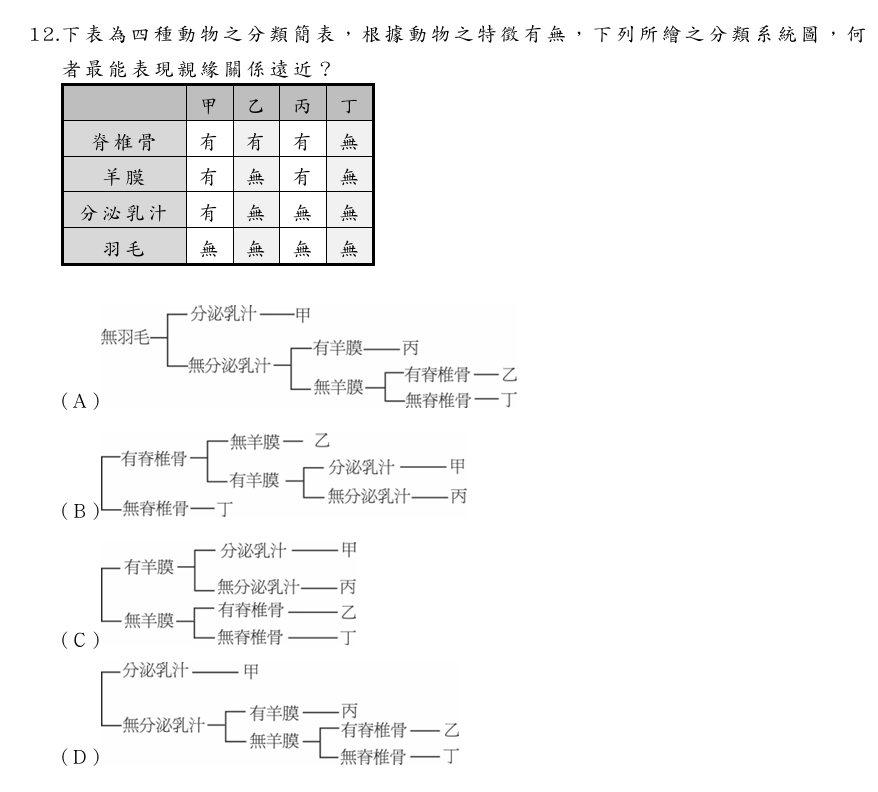 12.下表為四種動物之分類簡表，根據動物之特徵有無，下列所繪之分類系統圖，何
者最能表現親緣關係遠近？
甲 乙 丙 丁
脊椎骨 有 有 有 無
羊膜 有 無 有 無
分泌乳汁 有 無 無 無
羽毛 無 無 無 無
分泌乳汁 甲
無羽毛
有羊膜 丙
無分泌乳汁
有脊椎骨 乙
無羊膜
(A) 無脊椎骨 丁
無羊膜 乙
有脊椎骨
分泌乳汁 甲
有羊膜
無分泌乳汁 丙
(B) 無脊椎骨 丁
分泌乳汁 甲
有羊膜
無分泌乳汁 丙
有脊椎骨 乙
無羊膜
(C) 無脊椎骨 丁
分泌乳汁 甲
有羊膜 丙
無分泌乳汁
有脊椎骨 乙
無羊膜
(D) 無脊椎骨 丁